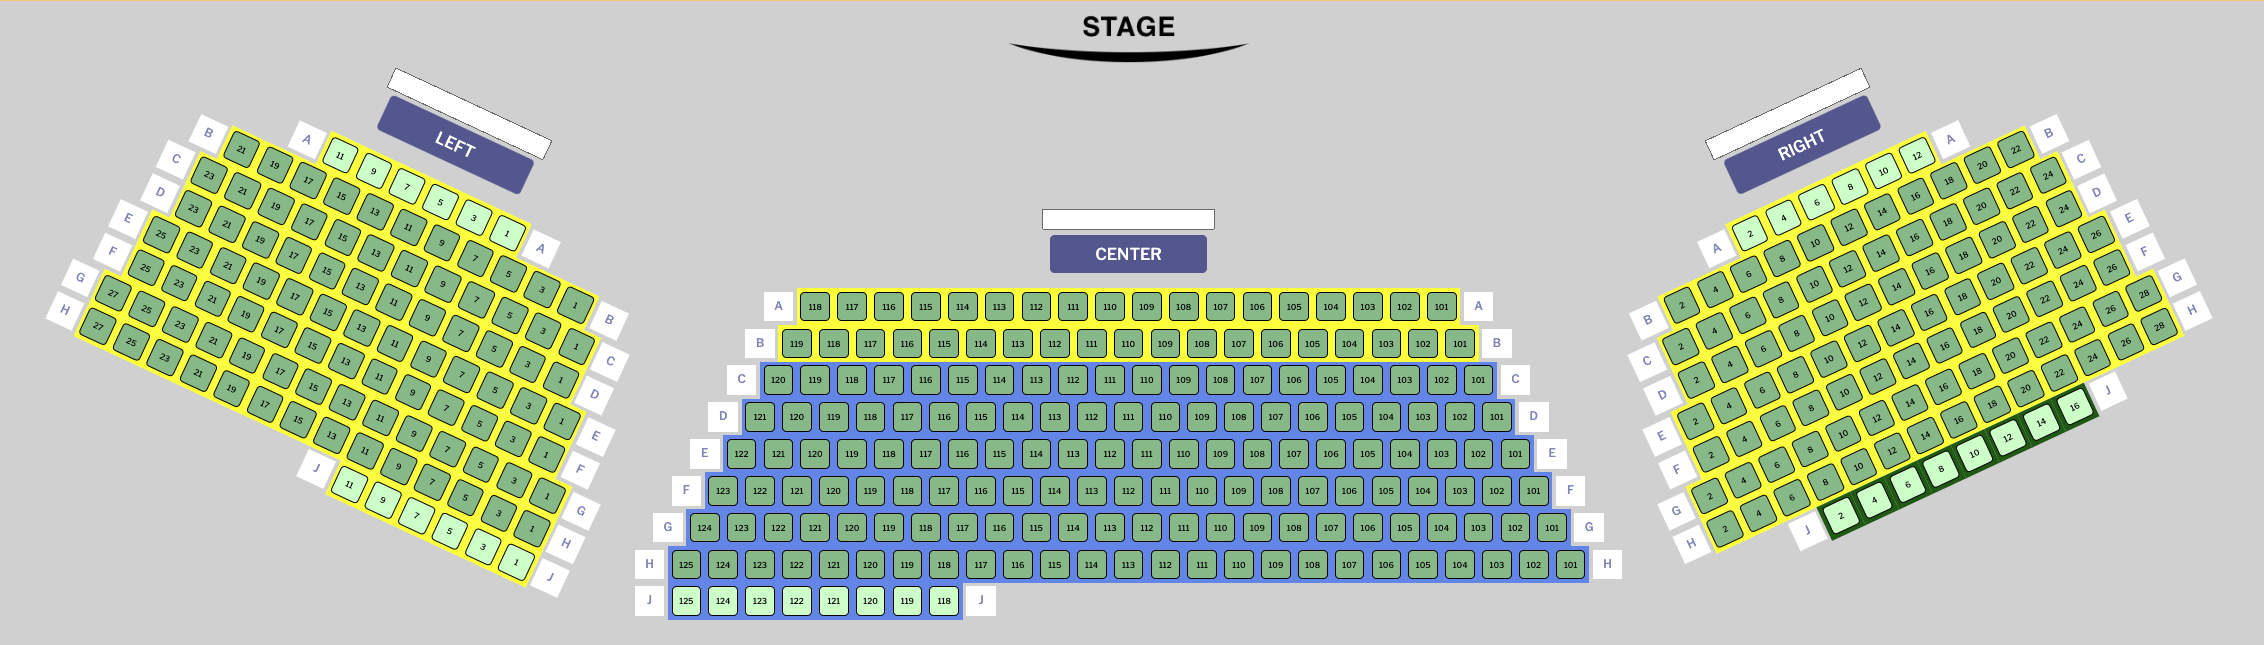 STAGE
LEFT
A 11 9 7 5 3 1 A
B 21 19 17 15 13 11 9 7 5 3 1 B
C 23 21 19 17 15 13 11 9 7 5 3 1 C
D 23 21 19 17 15 13 11 9 7 5 3 1 D
E 25 23 21 19 17 15 13 11 9 7 5 3 1 E
F 25 23 21 19 17 15 13 11 9 7 5 3 1 F
G 27 25 23 21 19 17 15 13 11 9 7 5 3 1 G
H 27 25 23 21 19 17 15 13 11 9 7 5 3 1 H
J 11 9 7 5 3 1 J
CENTER
A 118 117 116 115 114 113 112 111 110 109 108 107 106 105 104 103 102 101 A
B 119 118 117 116 115 114 113 112 111 110 109 108 107 106 105 104 103 102 101 B
C 120 119 118 117 116 115 114 113 112 111 110 109 108 107 106 105 104 103 102 101 C
D 121 120 119 118 117 116 115 114 113 112 111 110 109 108 107 106 105 104 103 102 101 D
E 122 121 120 119 118 117 116 115 114 113 112 111 110 109 108 107 106 105 104 103 102 101 E
F 123 122 121 120 119 118 117 116 115 114 113 112 111 110 109 108 107 106 105 104 103 102 101 F
G 124 123 122 121 120 119 118 117 116 115 114 113 112 111 110 109 108 107 106 105 104 103 102 101 G
H 125 124 123 122 121 120 119 118 117 116 115 114 113 112 111 110 109 108 107 106 105 104 103 102 101 H
J 125 124 123 122 121 120 119 118 J
RIGHT
A 2 4 6 8 10 12 A
B 2 4 6 8 10 12 14 16 18 20 22 B
C 2 4 6 8 10 12 14 16 18 20 22 24 C
D 2 4 6 8 10 12 14 16 18 20 22 24 D
E 2 4 6 8 10 12 14 16 18 20 22 24 26 E
F 2 4 6 8 10 12 14 16 18 20 22 24 26 F
G 2 4 6 8 10 12 14 16 18 20 22 24 26 28 G
H 2 4 6 8 10 12 14 16 18 20 22 24 26 28 H
J 2 4 6 8 10 12 14 16 J